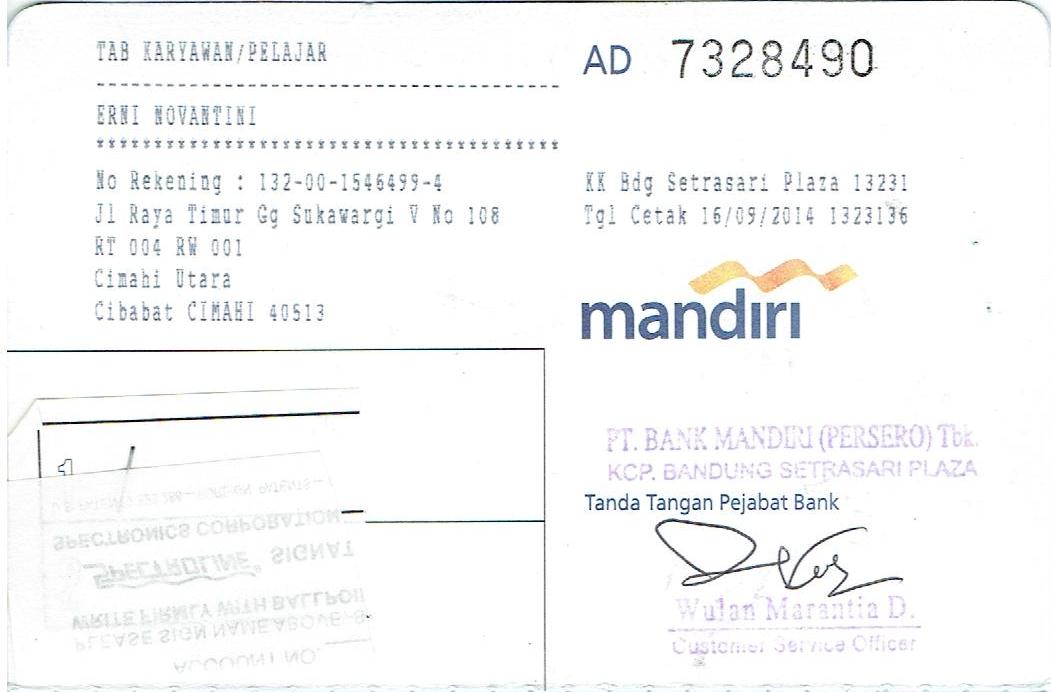 TAB KARYAWAN/PELAJAR
ERNI NOVANTINI
No Rekening : 132-00-1546499-4
Jl Raya Timur Gg Sukawargi V No 108
RT 004 RW 001
Cimahi Utara
Cibabat CIMAHI 40513
AD 7328490
KK Bdg Setrasari Plaza 13231
Tgl Cetak 16/09/2014 1323136
mandiri
PT. BANK MANDIRI (PERSERO) Tbk.
KCP. BANDUNG SETRASARI PLAZA
Tanda Tangan Pejabat Bank
Wulan Marantia D.
Customer Service Officer
SPECTRONICS CORPORATION
SPECTROLINE® SIGNAT
WRITE FIRMLY WITH BALLPOI
PLEASE SIGN NAME ABOVE-S
ACCOUNT NO.